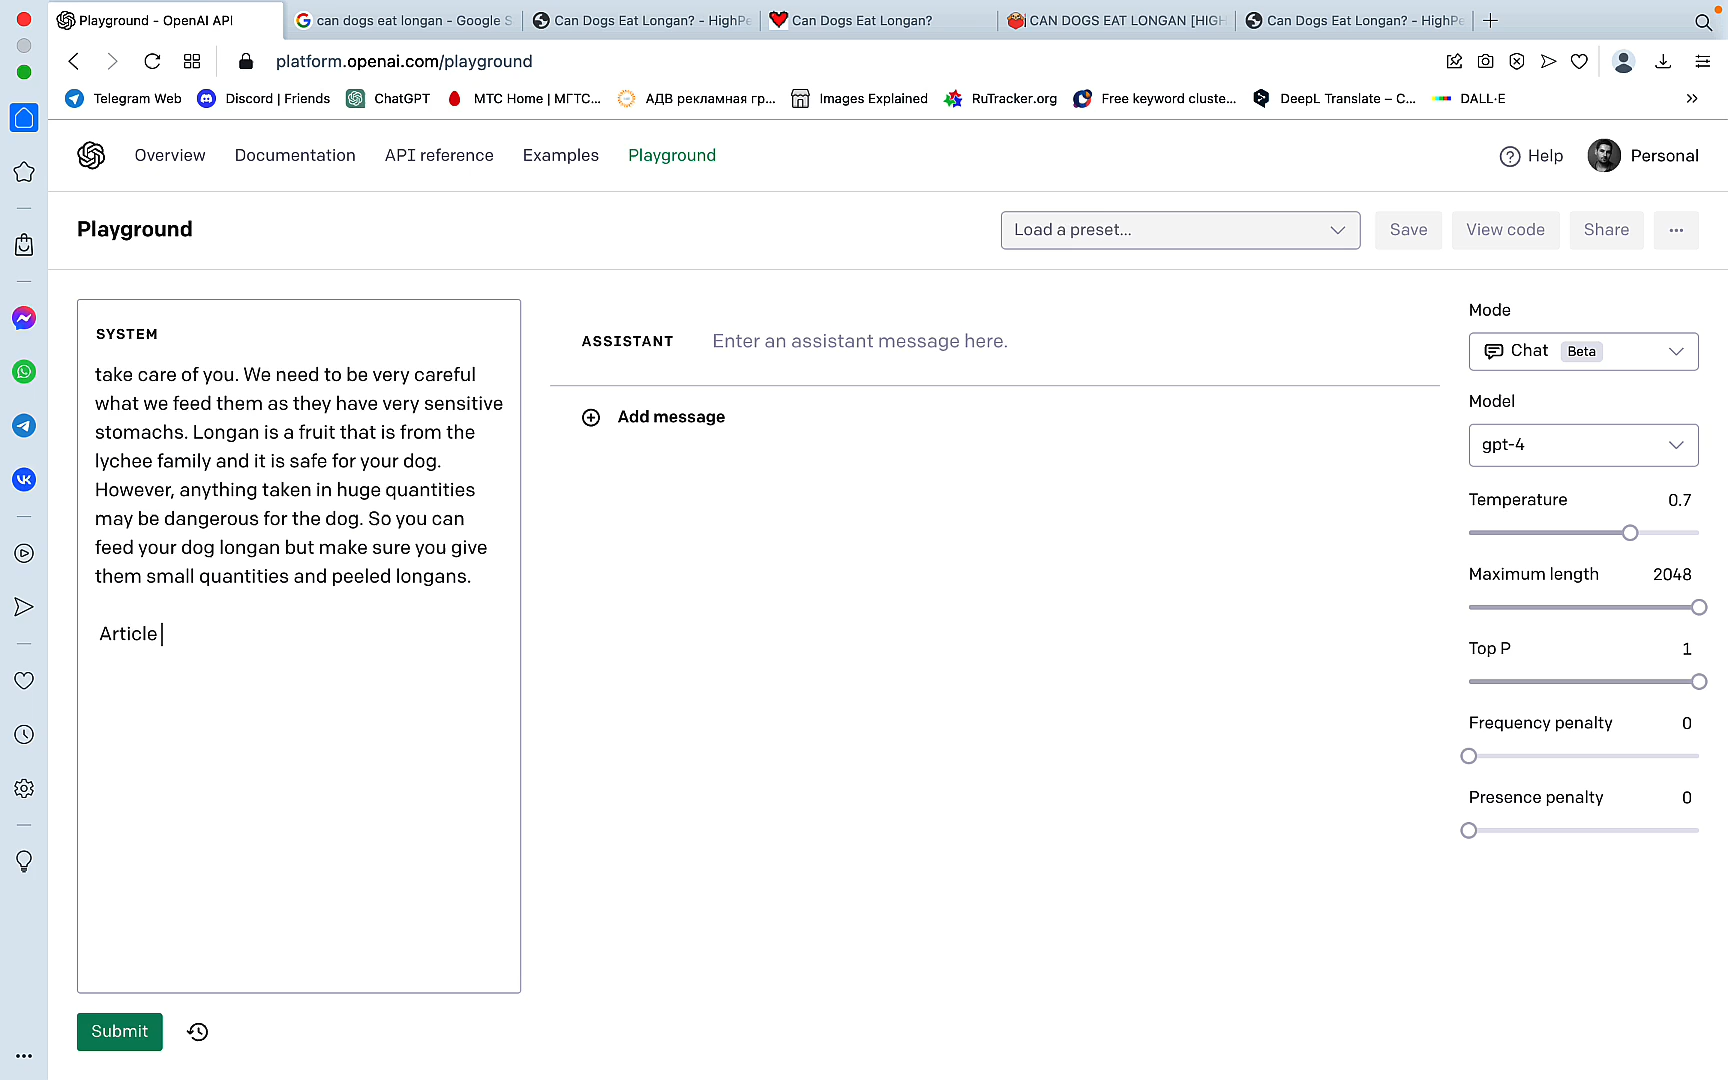 Playground - OpenAI API
can dogs eat longan - Google S
Can Dogs Eat Longan? - HighPe
Can Dogs Eat Longan?
CAN DOGS EAT LONGAN [HIGH
Can Dogs Eat Longan? - HighPe
platform.openai.com/playground
Telegram Web
Discord | Friends
ChatGPT
МТС Home | МГТС...
АДВ рекламная гр...
Images Explained
RuTracker.org
Free keyword cluste...
DeepL Translate – C...
DALL·E
Overview
Documentation
API reference
Examples
Playground
Help
Personal
Playground
Load a preset...
Save
View code
Share
...
SYSTEM
take care of you. We need to be very careful
what we feed them as they have very sensitive
stomachs. Longan is a fruit that is from the
lychee family and it is safe for your dog.
However, anything taken in huge quantities
may be dangerous for the dog. So you can
feed your dog longan but make sure you give
them small quantities and peeled longans.
Article
ASSISTANT
Enter an assistant message here.
Add message
Mode
Chat Beta
Model
gpt-4
Temperature 0.7
Maximum length 2048
Top P 1
Frequency penalty 0
Presence penalty 0
Submit